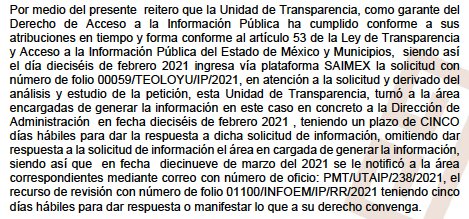 Por medio del presente  reitero que la Unidad de Transparencia, como garante del
Derecho de Acceso a la Información Pública ha cumplido conforme a sus
atribuciones en tiempo y forma conforme al artículo 53 de la Ley de Transparencia
y Acceso a la Información Pública del Estado de México y Municipios,  siendo así
el día dieciséis de febrero 2021 ingresa vía plataforma SAIMEX la solicitud con
número de folio 00059/TEOLOYU/IP/2021, en atención a la solicitud y derivado del
análisis y estudio de la petición, esta Unidad de Transparencia, turnó a la área
encargadas de generar la información en este caso en concreto a la Dirección de
Administración  en fecha dieciséis de febrero 2021 , teniendo un plazo de CINCO
días hábiles para dar la respuesta a dicha solicitud de información, omitiendo dar
respuesta a la solicitud de información el área en cargada de generar la información,
siendo así que  en fecha  diecinueve de marzo del 2021 se le notificó a la área
correspondientes mediante correo con número de oficio: PMT/UTAIP/238/2021, el
recurso de revisión con número de folio 01100/INFOEM/IP/RR/2021 teniendo cinco
días hábiles para dar respuesta o manifestar lo que a su derecho convenga.